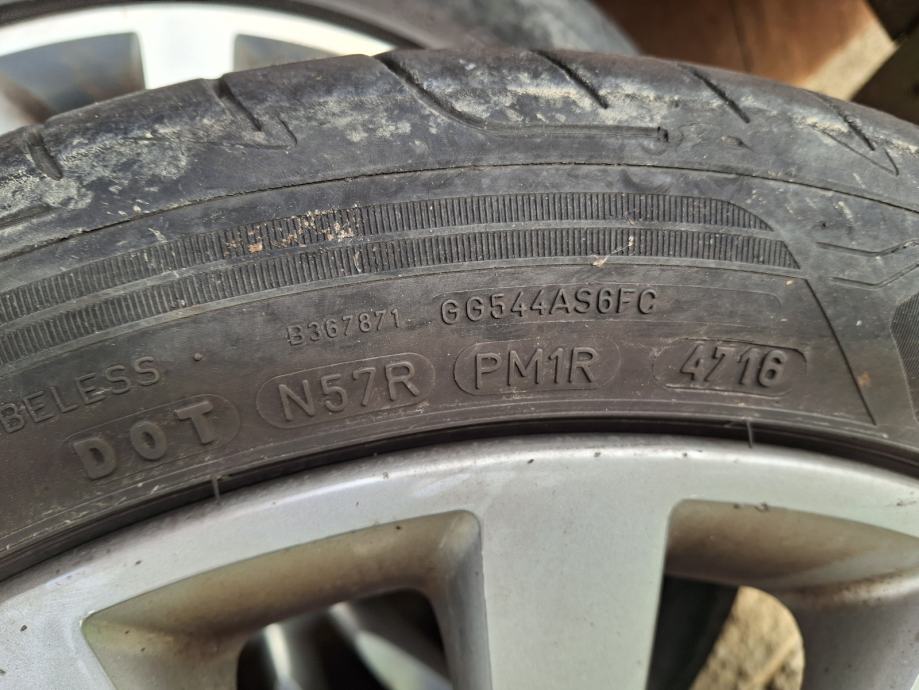 B367871 GG544AS6FC
BELESS
DOT N57R PM1R 4716